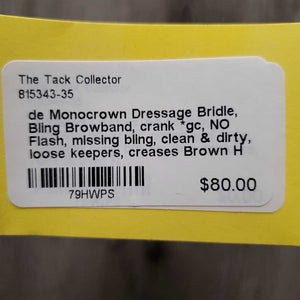 The Tack Collector
815343-35
de Monocrown Dressage Bridle,
Bling Browband, crank *gc, NO
Flash, missing bling, clean & dirty,
loose keepers, creases Brown H
79HWPS
$80.00